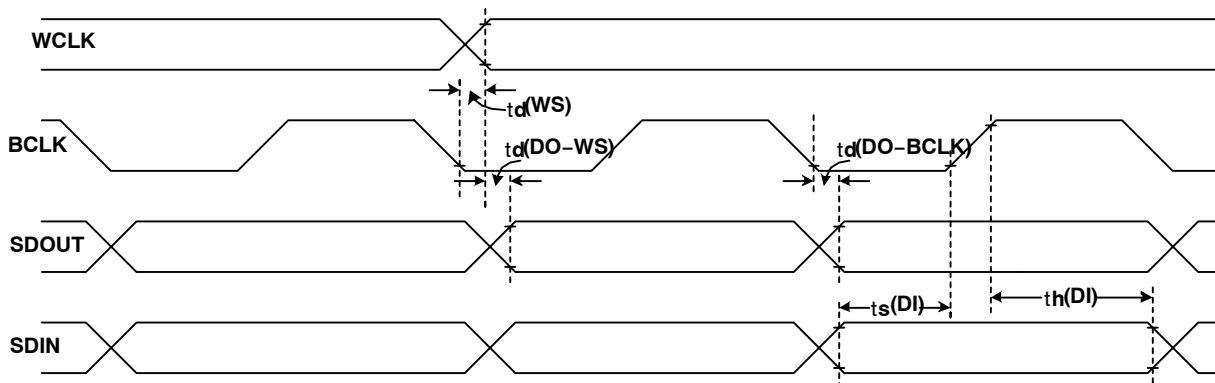 WCLK
td(WS)
BCLK
td(DO−WS)
td(DO−BCLK)
SDOUT
ts(DI)
th(DI)
SDIN